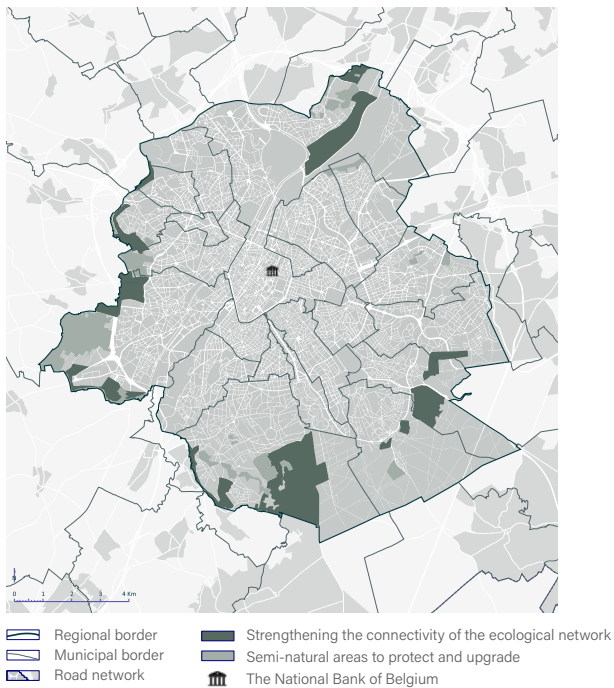 N
0 1 2 3 4 Km
Regional border
Municipal border
Road network
Strengthening the connectivity of the ecological network
Semi-natural areas to protect and upgrade
The National Bank of Belgium